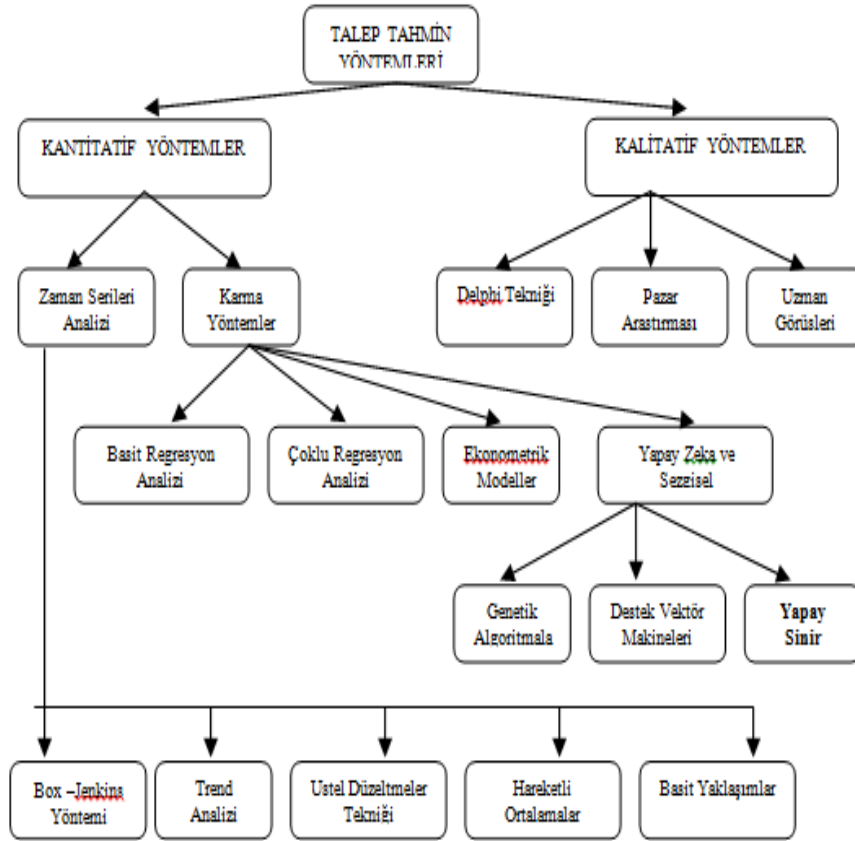 TALEP TAHMİN
YÖNTEMLERİ
KANTİTATİF YÖNTEMLER
KALİTATİF YÖNTEMLER
Zaman Serileri
Analizi
Karma
Yöntemler
Delphi Tekniği
Pazar
Arastırması
Uzman
Görüsleri
Basit Regresyon
Analizi
Çoklu Regresyon
Analizi
Ekonometrik
Modeller
Yapay Zeka ve
Sezgisel
Genetik
Algoritmala
Destek Vektör
Makineleri
Yapay
Sinir
Box –Jenkins
Yöntemi
Trend
Analizi
Ustel Düzeltmeler
Tekniği
Hareketli
Ortalamalar
Basit Yaklaşımlar